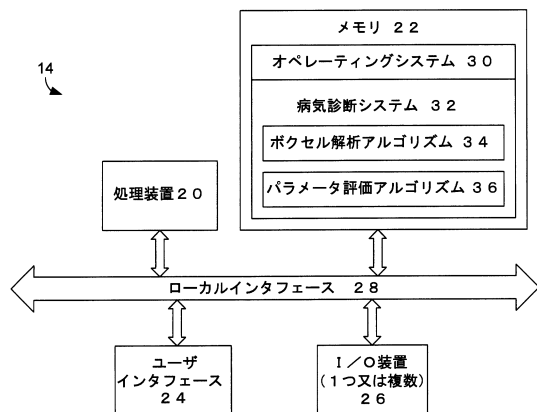 14
メモリ 22
オペレーティングシステム 30
病気診断システム 32
ボクセル解析アルゴリズム 34
パラメータ評価アルゴリズム 36
処理装置20
ローカルインタフェース 28
ユーザ
インタフェース
24
I/O装置
(1つ又は複数)
26